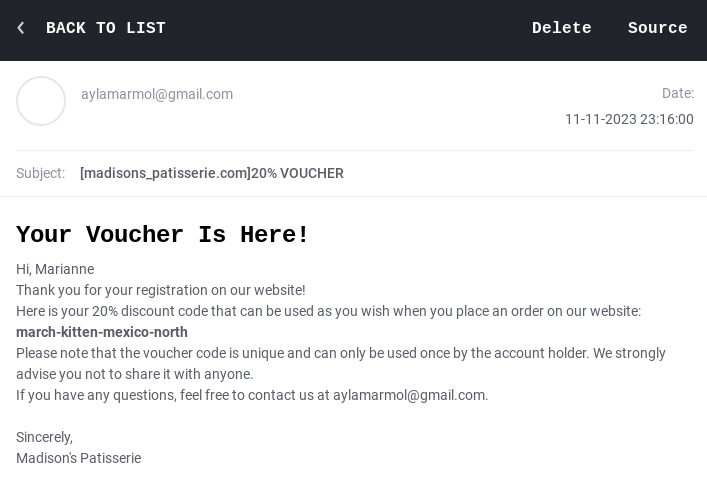 BACK TO LIST Delete Source
aylamarmol@gmail.com Date:
11-11-2023 23:16:00
Subject: [madisons_patisserie.com]20% VOUCHER
Your Voucher Is Here!
Hi, Marianne
Thank you for your registration on our website!
Here is your 20% discount code that can be used as you wish when you place an order on our website:
march-kitten-mexico-north
Please note that the voucher code is unique and can only be used once by the account holder. We strongly
advise you not to share it with anyone.
If you have any questions, feel free to contact us at aylamarmol@gmail.com.
Sincerely,
Madison's Patisserie